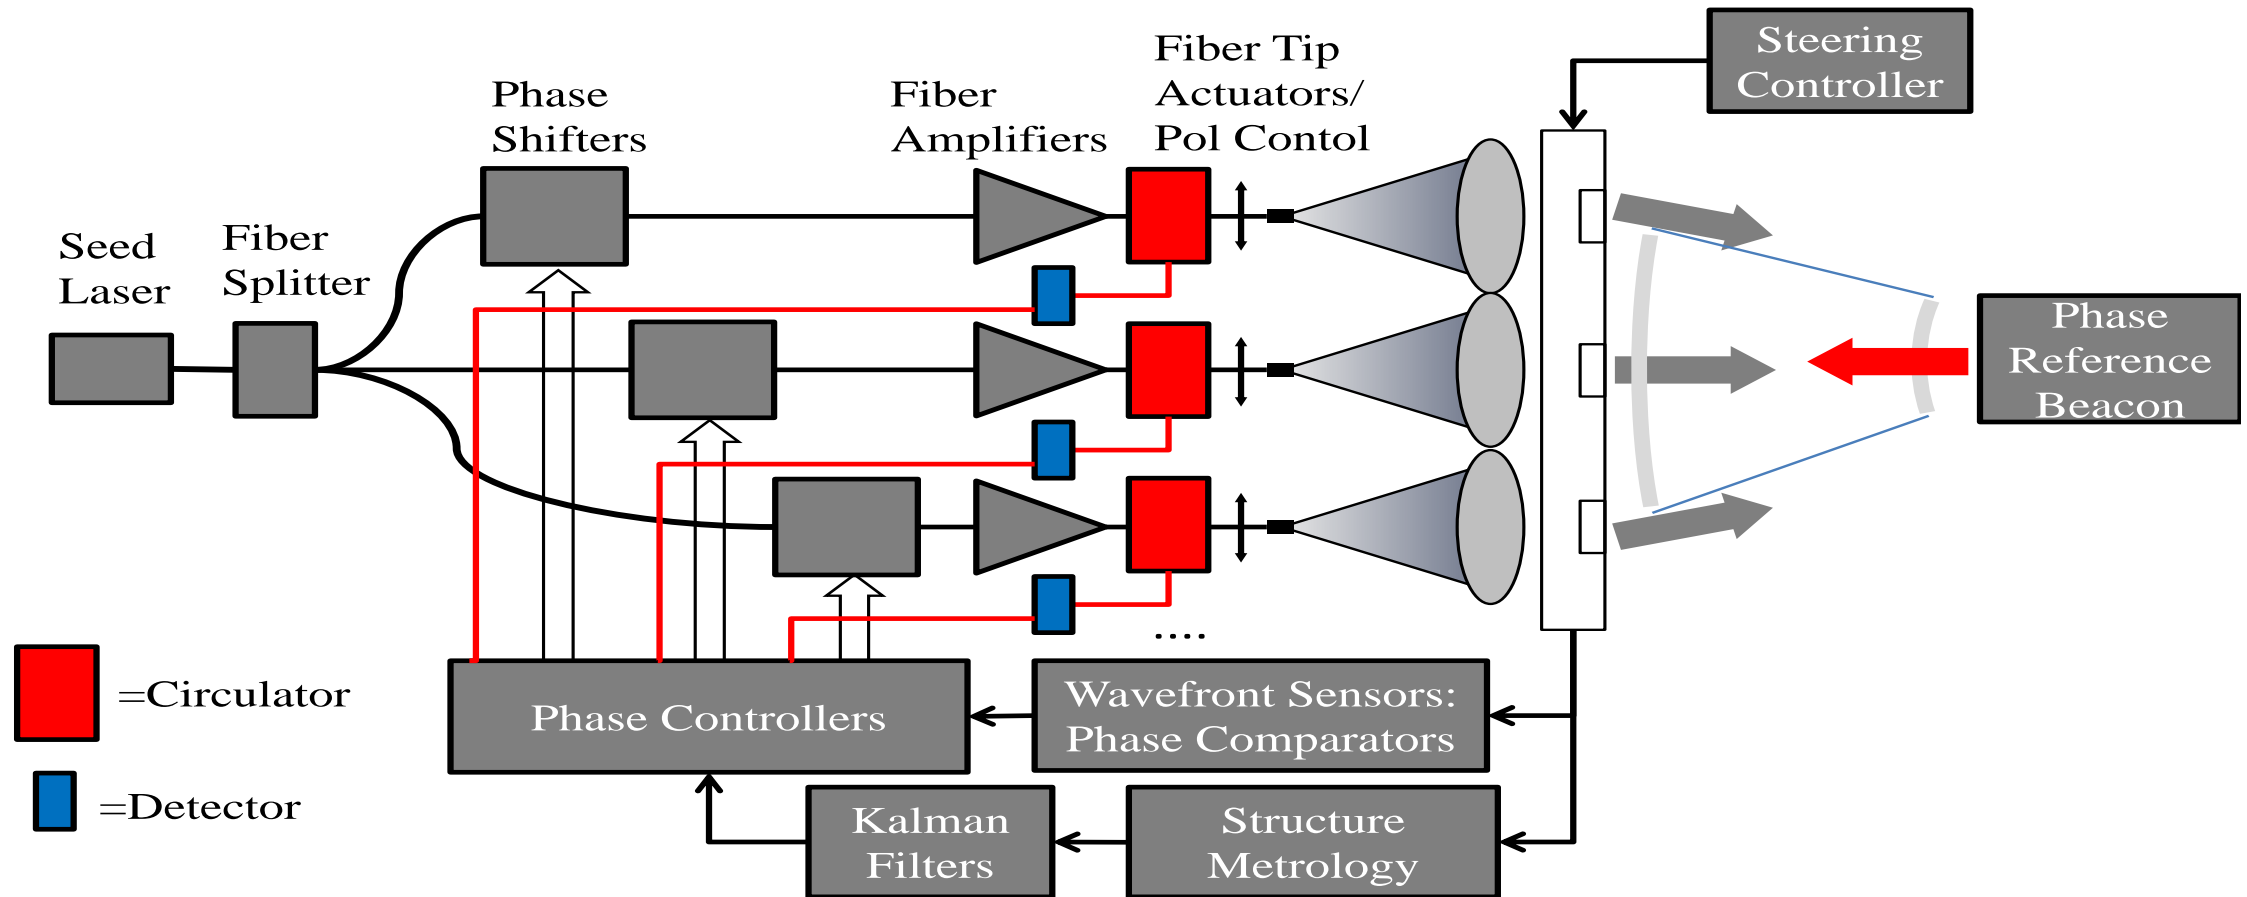 Steering
Controller
Fiber Tip
Actuators/
Pol Contol
Phase
Shifters
Fiber
Amplifiers
Seed
Laser
Fiber
Splitter
Phase
Reference
Beacon
....
=Circulator
=Detector
Phase Controllers
Wavefront Sensors:
Phase Comparators
Kalman
Filters
Structure
Metrology